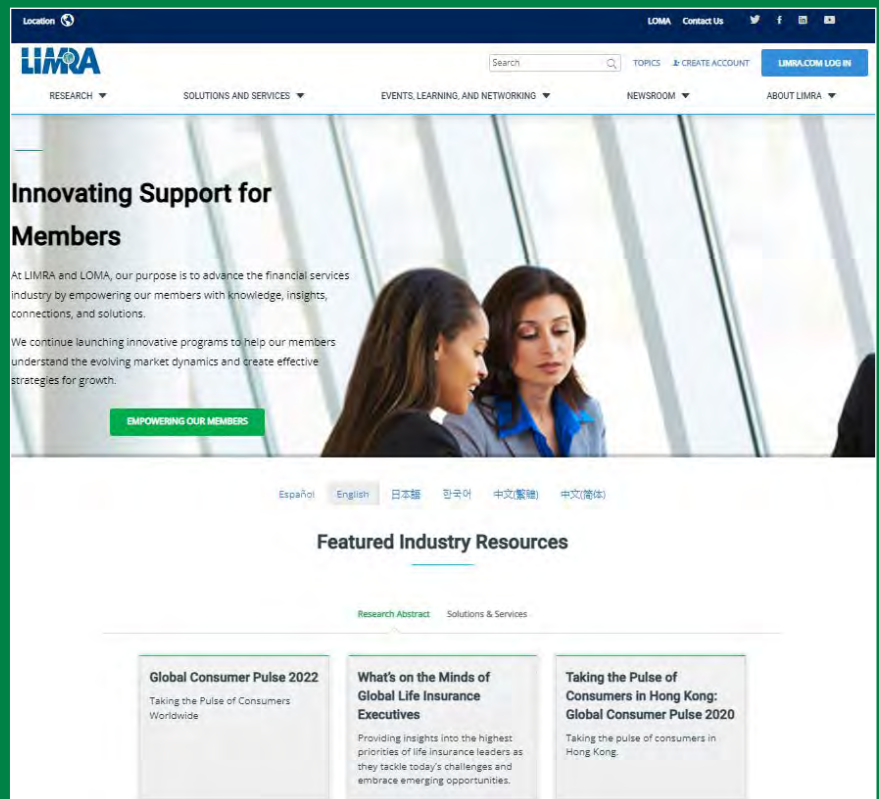 Location
LOMA Contact Us
LIMRA
Search
TOPICS
CREATE ACCOUNT
LIMRA.COM LOG IN
RESEARCH
SOLUTIONS AND SERVICES
EVENTS, LEARNING, AND NETWORKING
NEWSROOM
ABOUT LIMRA
Innovating Support for
Members
At LIMRA and LOMA, our purpose is to advance the financial services
industry by empowering our members with knowledge, insights,
connections, and solutions.
We continue launching innovative programs to help our members
understand the evolving market dynamics and create effective
strategies for growth.
EMPOWERING OUR MEMBERS
Español English 日本語 한국어 中文(繁體) 中文(简体)
Featured Industry Resources
Research Abstract Solutions & Services
Global Consumer Pulse 2022
Taking the Pulse of Consumers
Worldwide
What's on the Minds of
Global Life Insurance
Executives
Providing insights into the highest
priorities of life insurance leaders as
they tackle today's challenges and
embrace emerging opportunities.
Taking the Pulse of
Consumers in Hong Kong:
Global Consumer Pulse 2020
Taking the pulse of consumers in
Hong Kong.